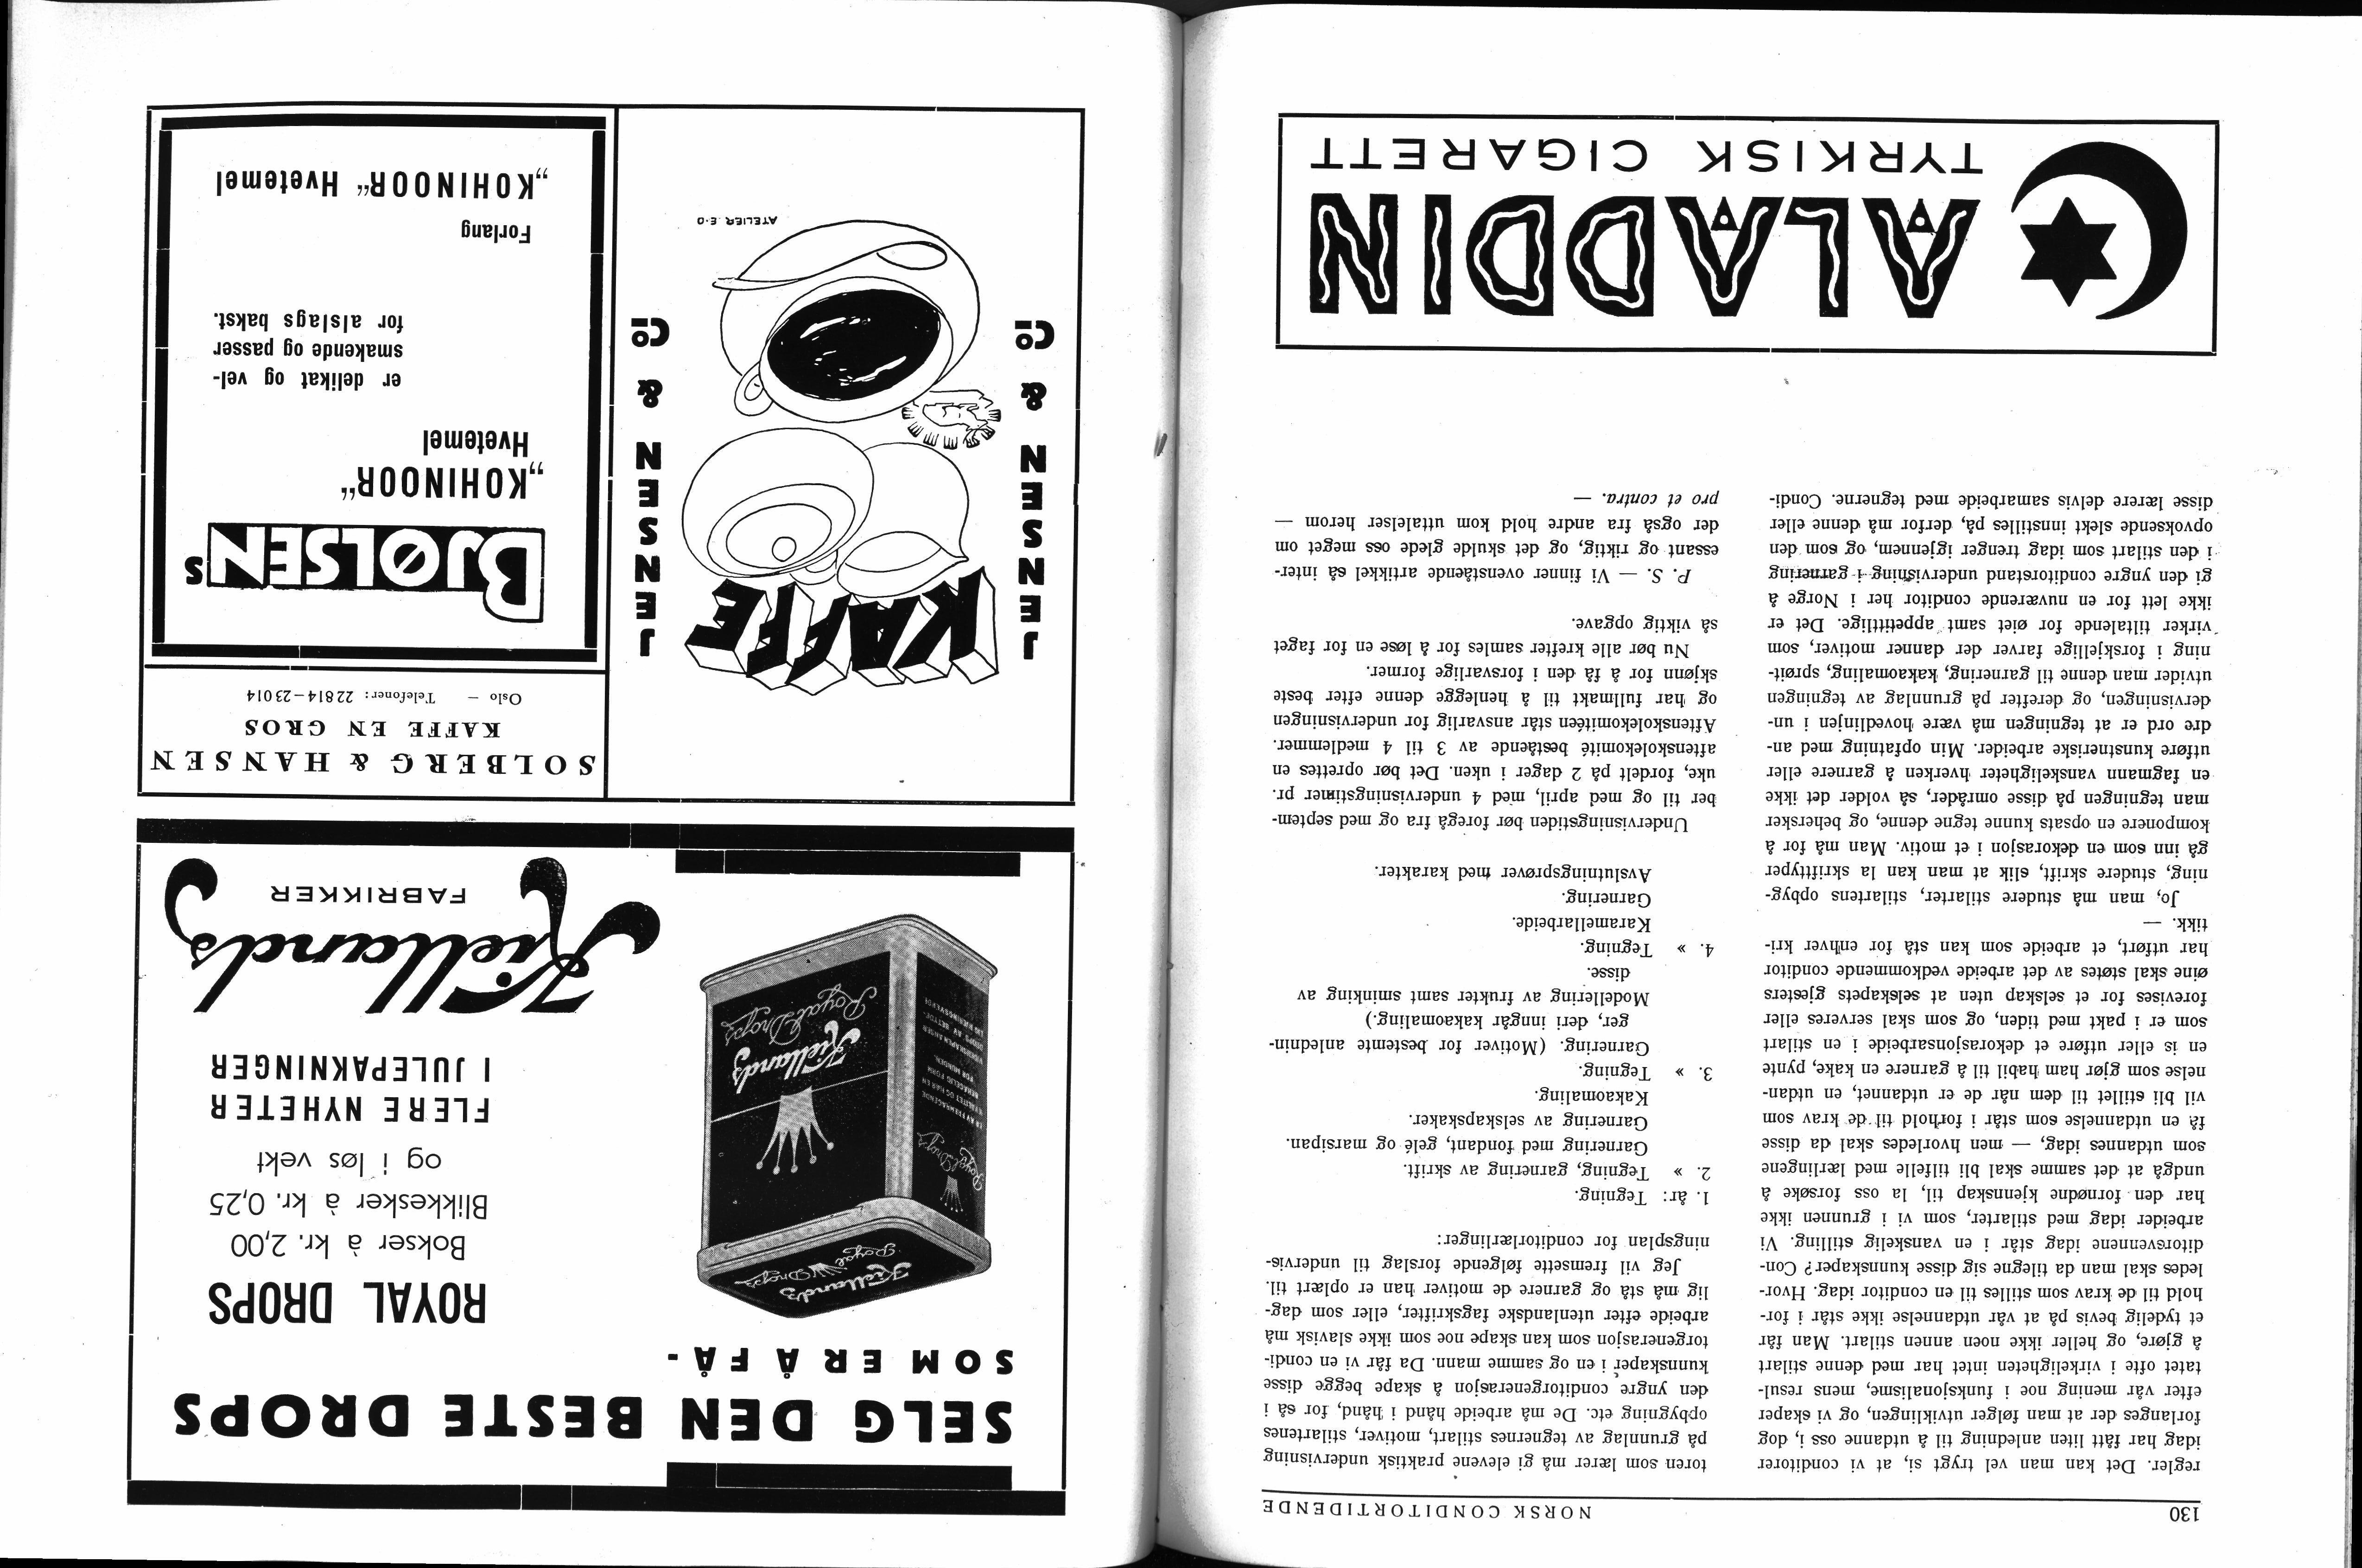 130
NORSK CONDITORTIDENDE
regler. Det kan man vel trygt si, at vi conditorer
idag har fått liten anledning til å utdanne oss i, dog
forlanges der at man følger utviklingen, og vi skaper
efter vår mening noe i funksjonalisme, mens resul-
tatet ofte i virkeligheten intet har med denne stilart
å gjøre, og heller ikke noen annen stilart. Man får
et tydelig bevis på at vår utdannelse ikke står i for-
hold til de krav som stilles til en conditor idag. Hvor-
ledes skal man da tilegne sig disse kunnskaper? Con-
ditorsvennene idag står i en vanskelig stilling. Vi
arbeider idag med stilarter, som vi i grunnen ikke
har den fornødne kjennskap til, la oss forsøke å
undgå at det samme skal bli tilfelle med lærlingene
som utdannes idag, — men hvorledes skal da disse
få en utdannelse som står i forhold til de krav som
vil bli stillet til dem når de er utdannet, en utdan-
nelse som gjør ham habil til å garnere en kake, pynte
en is eller utføre et dekorasjonsarbeide i en stilart
som er i pakt med tiden, og som skal serveres eller
forevises for et selskap uten at selskapets gjesters
øine skal støtes av det arbeide vedkommende conditor
har utført, et arbeide som kan stå for enhver kri-
tikk. —
Jo, man må studere stilarter, stilartens opbyg-
ning, studere skrift, slik at man kan la skrifttyper
gå inn som en dekorasjon i et motiv. Man må for å
komponere en opsats kunne tegne denne, og behersker
man tegningen på disse områder, så volder det ikke
en fagmann vanskeligheter hverken å garnere eller
utføre kunstneriske arbeider. Min opfatning med an-
dre ord er at tegningen må være hovedlinjen i un-
dervisningen, og derefter på grunnlag av tegningen
utvider man denne til garnering, kakaomaling, sprøit-
ning i forskjellige farver der danner motiver, som
virker tiltalende for øiet samt appetittlige. Det er
ikke lett for en nuværende conditor her i Norge å
gi den yngre conditorstand undervisning i garnering
i den stilart som idag trenger igjennem, og som den
opvoksende slekt innstilles på, derfor må denne eller
disse lærere delvis samarbeide med tegnerne. Condi-
toren som lærer må gi elevene praktisk undervisning
på grunnlag av tegnernes stilart, motiver, stilartenes
opbygning etc. De må arbeide hånd i hånd, for så i
den yngre conditorgenerasjon å skape begge disse
kunnskaper i en og samme mann. Da får vi en condi-
torgenerasjon som kan skape noe som ikke slavisk må
arbeide efter utenlandske fagskrifter, eller som dag-
lig må stå og garnere de motiver han er oplært til.
Jeg vil fremsette følgende forslag til undervis-
ningsplan for conditorlærlinger:
1. år: Tegning.
2. » Tegning, garnering av skrift.
Garnering med fondant, gelé og marsipan.
Garnering av selskapskaker.
Kakaomaling.
3. » Tegning.
Garnering. (Motiver for bestemte anlednin-
ger, deri inngår kakaomaling.)
Modellering av frukter samt sminking av
disse.
4. » Tegning.
Karamellarbeide.
Garnering.
Avslutningsprøver med karakter.
Undervisningstiden bør foregå fra og med septem-
ber til og med april, med 4 undervisningstimer pr.
uke, fordelt på 2 dager i uken. Det bør oprettes en
aftenskolekomité bestående av 3 til 4 medlemmer.
Aftenskolekomitéen står ansvarlig for undervisningen
og har fullmakt til å henlegge denne efter beste
skjønn for å få den i forsvarlige former.
Nu bør alle krefter samles for å løse en for faget
så viktig opgave.
P. S. — Vi finner ovenstående artikkel så inter-
essant og riktig, og det skulde glede oss meget om
der også fra andre hold kom uttalelser herom —
pro et contra. —
ALADDIN
TYRKISK CIGARETT
SELG DEN BESTE DROPS
SOM ER Å FÅ -
ROYAL DROPS
Bokser à kr. 2,00
Blikkesker à kr. 0,25
og i løs vekt
FLERE NYHETER
I JULEPAKNINGER
Kiellands
FABRIKKER
Kiellands
Royal Drops
Royal Drops
Kiellands
Royal Drops
SOLBERG & HANSEN
KAFFE EN GROS
Oslo — Telefoner: 22814—23014
JENSEN & Co
KAFFE
JENSEN & Co
ATELIER E·O
BJØLSENs
„KOHINOOR“
Hvetemel
er delikat og vel-
smakende og passer
for alslags bakst.
Forlang
„KOHINOOR“ Hvetemel